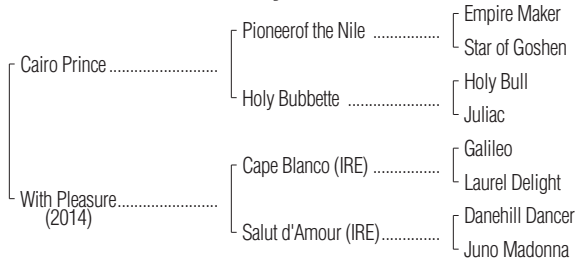 Empire Maker
Pioneerof the Nile ................
Star of Goshen
Cairo Prince ..........................
Holy Bull
Holy Bubbette ......................
Juliac
Galileo
Cape Blanco (IRE) ................
Laurel Delight
With Pleasure........................
(2014)
Danehill Dancer
Salut d'Amour (IRE)..............
Juno Madonna